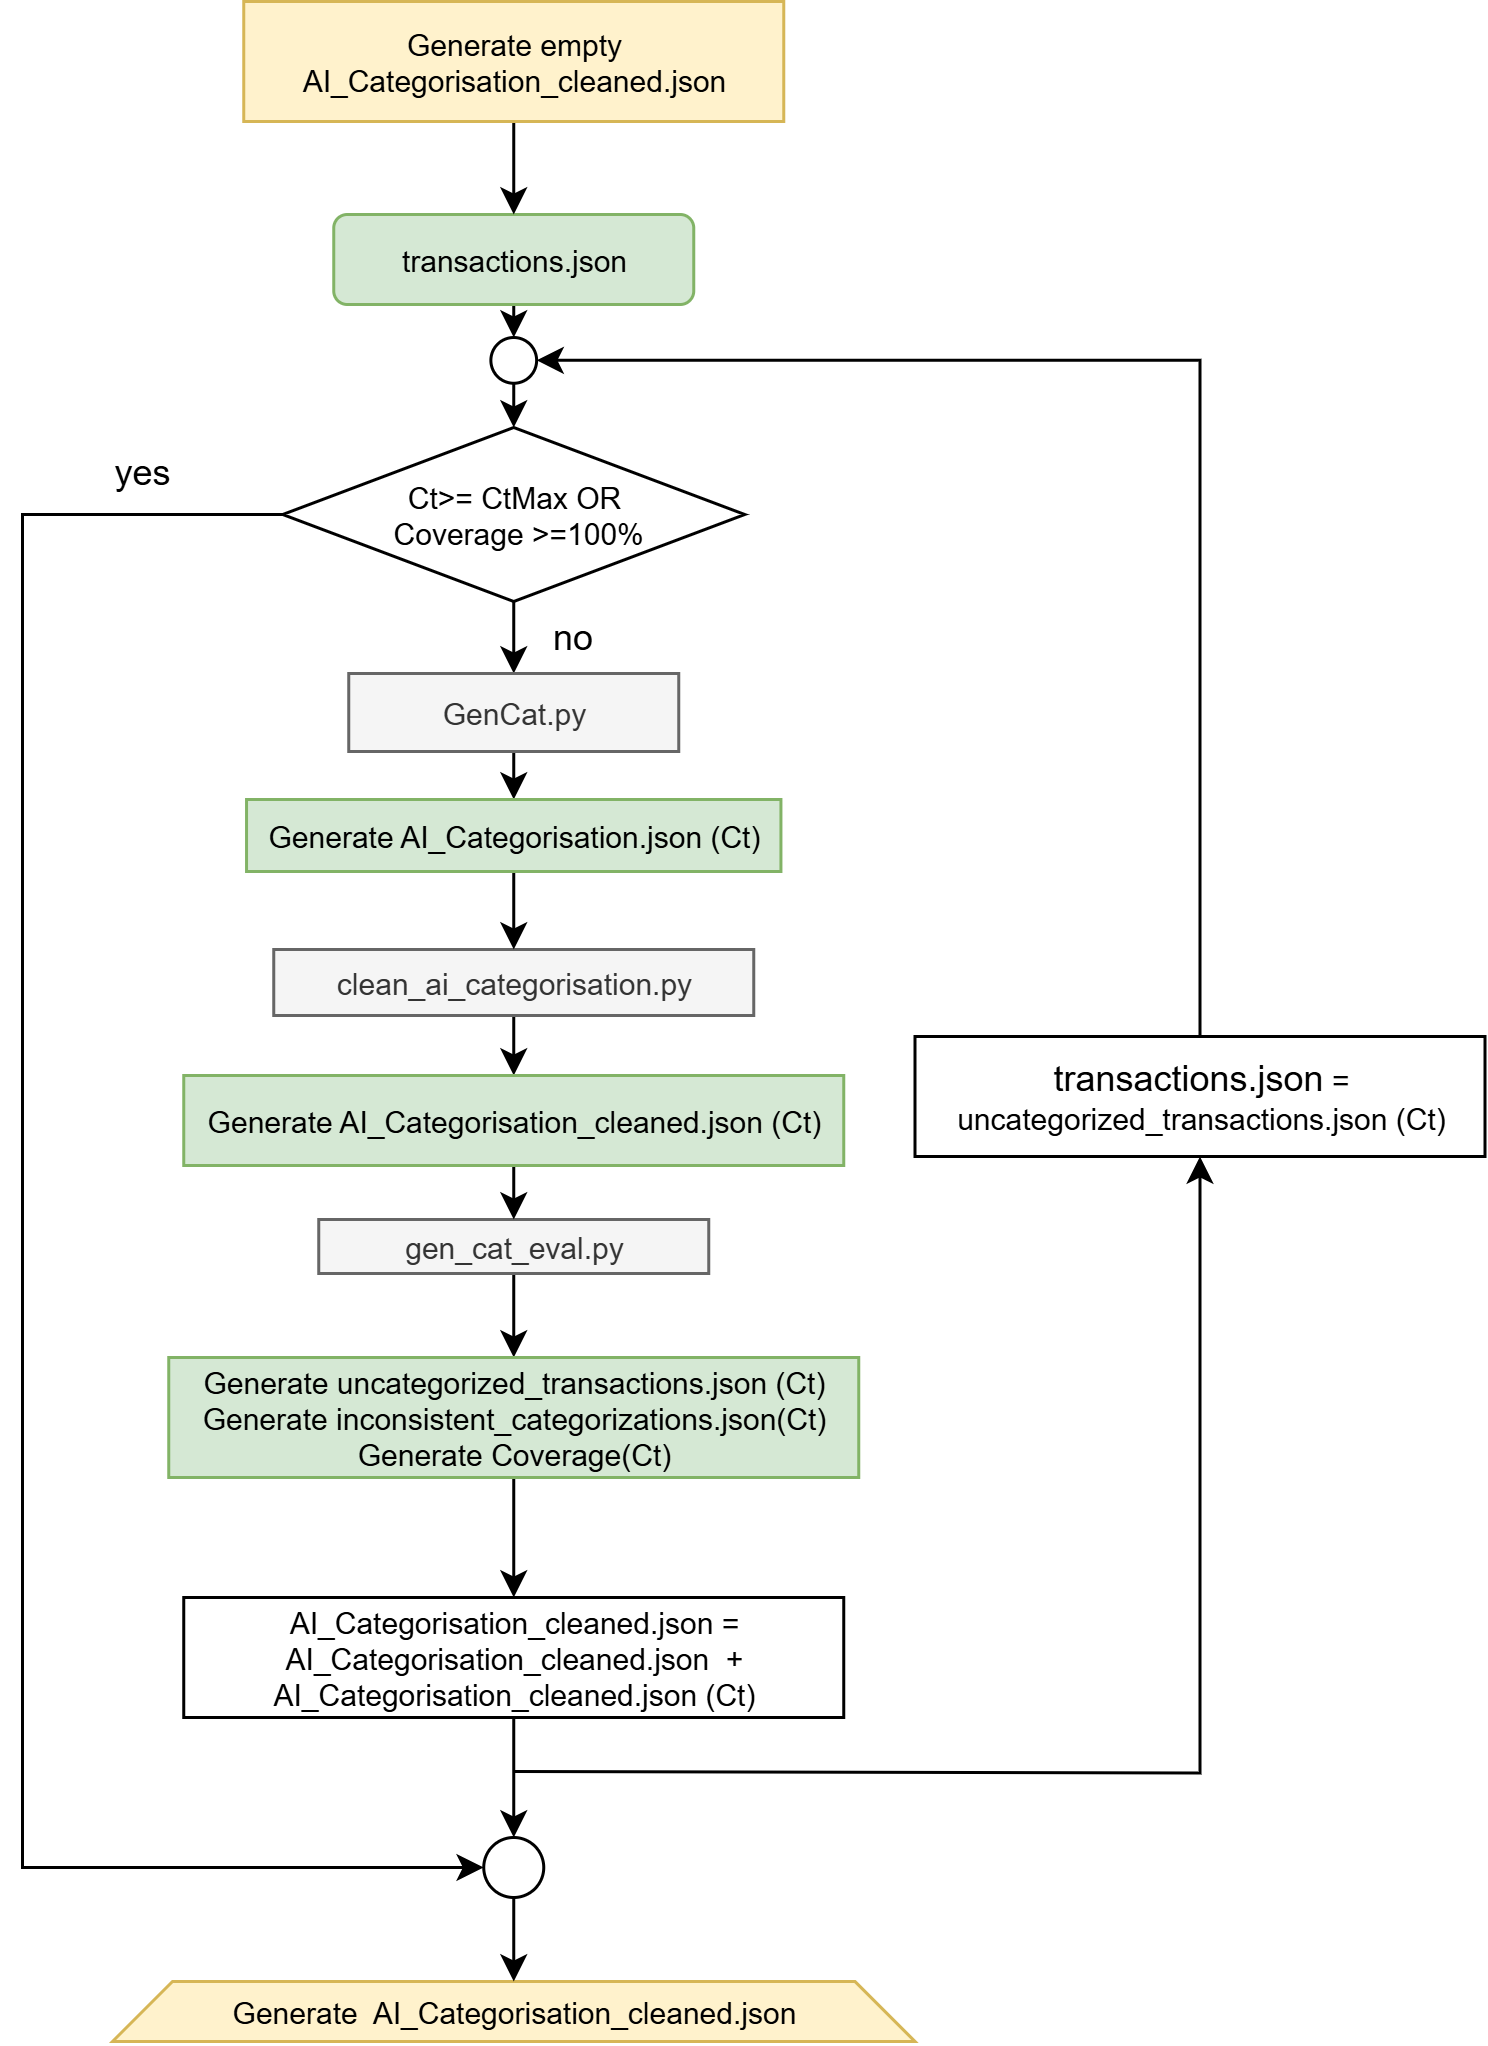 Generate empty
AI_Categorisation_cleaned.json
transactions.json
yes
Ct>= CtMax OR
Coverage >=100%
no
GenCat.py
Generate AI_Categorisation.json (Ct)
clean_ai_categorisation.py
Generate AI_Categorisation_cleaned.json (Ct)
transactions.json =
uncategorized_transactions.json (Ct)
gen_cat_eval.py
Generate uncategorized_transactions.json (Ct)
Generate inconsistent_categorizations.json(Ct)
Generate Coverage(Ct)
AI_Categorisation_cleaned.json =
AI_Categorisation_cleaned.json +
AI_Categorisation_cleaned.json (Ct)
Generate AI_Categorisation_cleaned.json